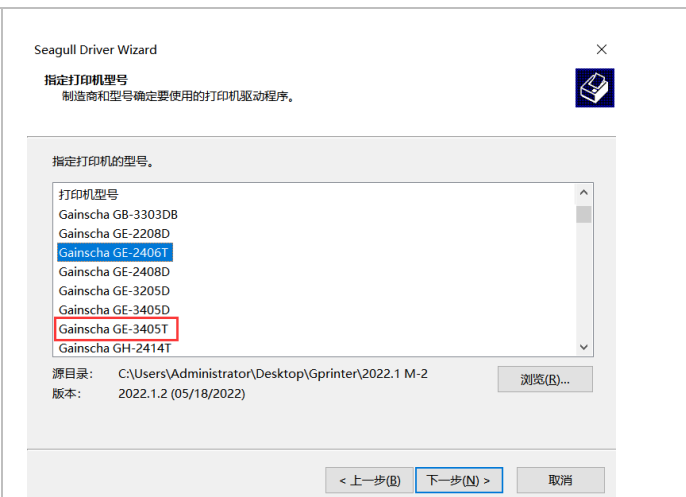 Seagull Driver Wizard
指定打印机型号
制造商和型号确定要使用的打印机驱动程序。
指定打印机的型号。
打印机型号
Gainscha GB-3303DB
Gainscha GE-2208D
Gainscha GE-2406T
Gainscha GE-2408D
Gainscha GE-3205D
Gainscha GE-3405D
Gainscha GE-3405T
Gainscha GH-2414T
源目录: C:\Users\Administrator\Desktop\Gprinter\2022.1 M-2
浏览(R)...
版本: 2022.1.2 (05/18/2022)
< 上一步(B) 下一步(N) > 取消